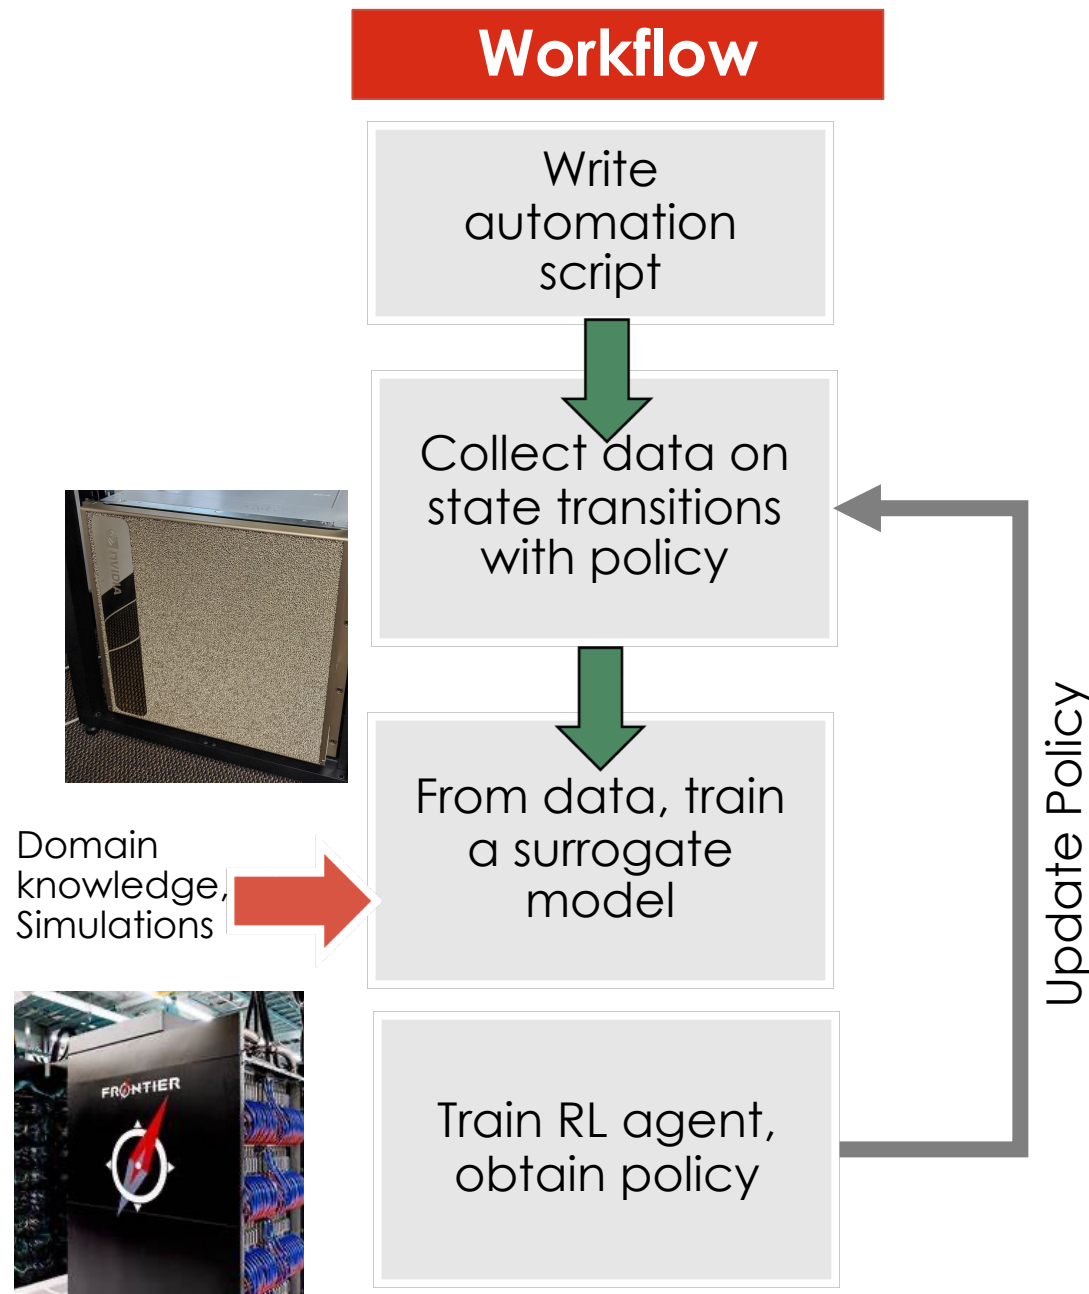 Workflow
Write
automation
script
Collect data on
state transitions
with policy
nVIDIA
From data, train
a surrogate
model
Domain
knowledge,
Simulations
Update Policy
FRONTIER
Train RL agent,
obtain policy